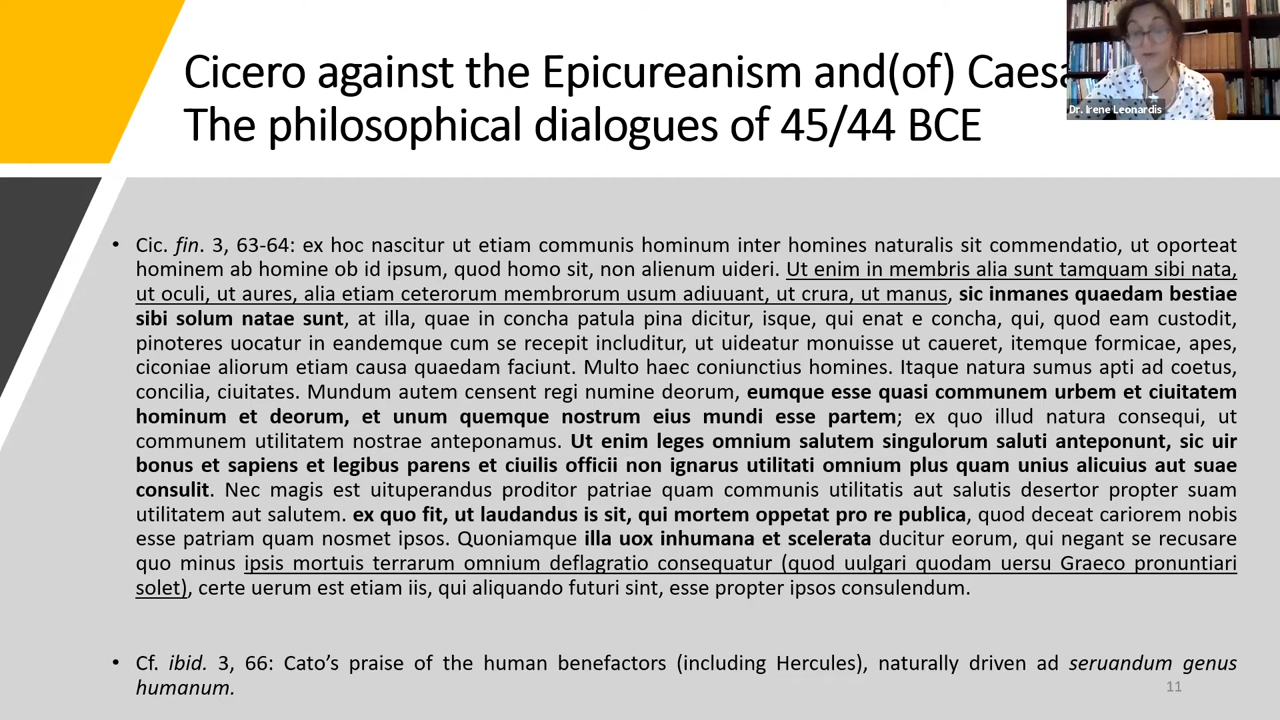 Cicero against the Epicureanism and(of)
The philosophical dialogues of 45/44 BCE
Dr. Irene Leonardis
• Cic. fin. 3, 63-64: ex hoc nascitur ut etiam communis hominum inter homines naturalis sit commendatio, ut oporteat
hominem ab homine ob id ipsum, quod homo sit, non alienum uideri. Ut enim in membris alia sunt tamquam sibi nata,
ut oculi, ut aures, alia etiam ceterorum membrorum usum adiuuant, ut crura, ut manus, sic inmanes quaedam bestiae
sibi solum natae sunt, at illa, quae in concha patula pina dicitur, isque, qui enat e concha, qui, quod eam custodit,
pinoteres uocatur in eandemque cum se recepit includitur, ut uideatur monuisse ut caueret, itemque formicae, apes,
ciconiae aliorum etiam causa quaedam faciunt. Multo haec coniunctius homines. Itaque natura sumus apti ad coetus,
concilia, ciuitates. Mundum autem censent regi numine deorum, eumque esse quasi communem urbem et ciuitatem
hominum et deorum, et unum quemque nostrum eius mundi esse partem; ex quo illud natura consequi, ut
communem utilitatem nostrae anteponamus. Ut enim leges omnium salutem singulorum saluti anteponunt, sic uir
bonus et sapiens et legibus parens et ciuilis officii non ignarus utilitati omnium plus quam unius alicuius aut suae
consulit. Nec magis est uituperandus proditor patriae quam communis utilitatis aut salutis desertor propter suam
utilitatem aut salutem. ex quo fit, ut laudandus is sit, qui mortem oppetat pro re publica, quod deceat cariorem nobis
esse patriam quam nosmet ipsos. Quoniamque illa uox inhumana et scelerata ducitur eorum, qui negant se recusare
quo minus ipsis mortuis terrarum omnium deflagratio consequatur (quod uulgari quodam uersu Graeco pronuntiari
solet), certe uerum est etiam iis, qui aliquando futuri sint, esse propter ipsos consulendum.
• Cf. ibid. 3, 66: Cato’s praise of the human benefactors (including Hercules), naturally driven ad seruandum genus
humanum.
11